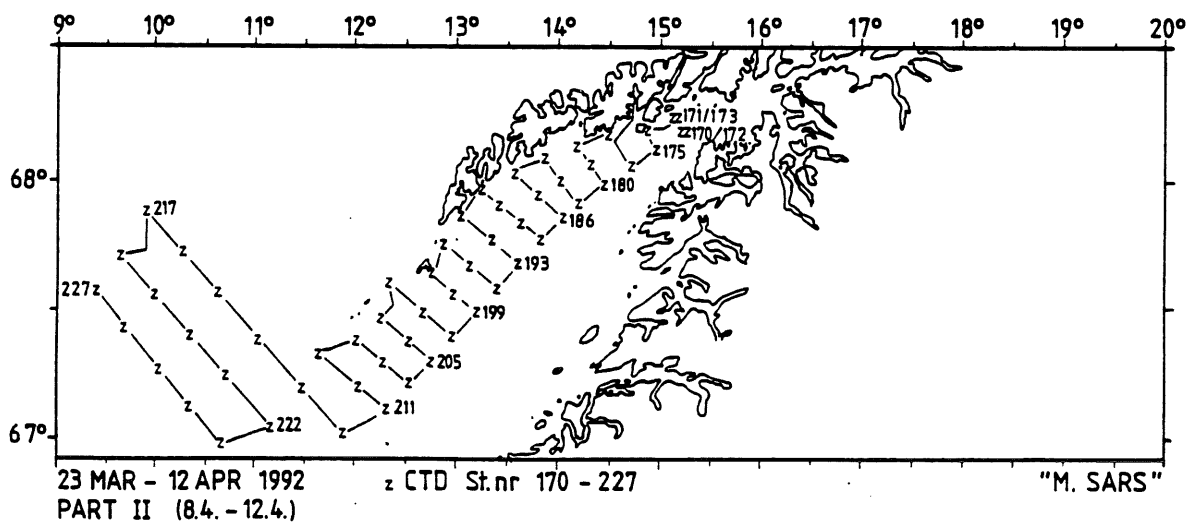 9° 10° 11° 12° 13° 14° 15° 16° 17° 18° 19° 20°
zz171/173
zz170/172
z175
68°
z180
z217
z186
z193
227z
z199
z205
z211
z222
67°
23 MAR - 12 APR 1992 z CTD St.nr 170 - 227 "M. SARS"
PART II (8.4. - 12.4.)